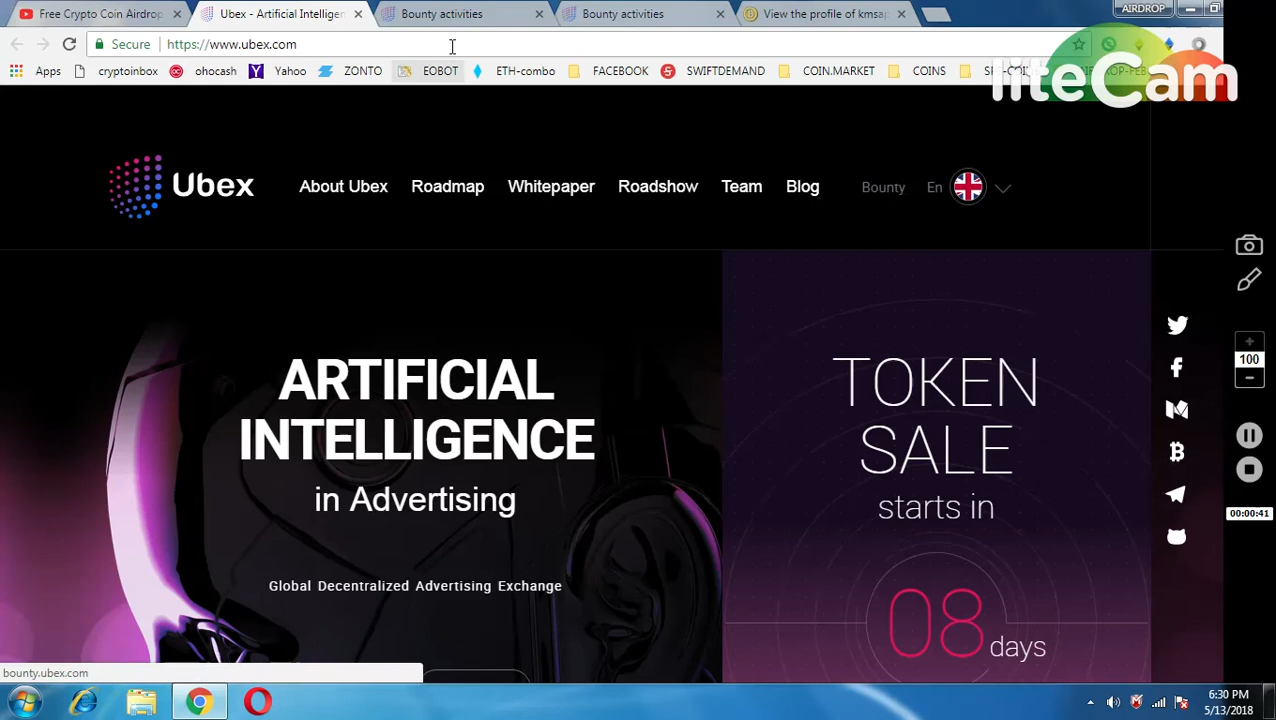 Free Crypto Coin Airdrop
Ubex - Artificial Intelligen
Bounty activities
Bounty activities
View the profile of kmsa
AIRDROP
Secure
https://www.ubex.com
Apps
cryptoinbox
ohocash
Yahoo
ZONTO
ETH-combo
FACEBOOK
SWIFTDEMAND
COIN.MARKET
COINS
liteCam
Ubex
About Ubex
Roadmap
Whitepaper
Roadshow
Team
Blog
Bounty
En
ARTIFICIAL
INTELLIGENCE
in Advertising
Global Decentralized Advertising Exchange
TOKEN
SALE
starts in
08 days
100
00:00:41
bounty.ubex.com
6:30 PM
5/13/2018